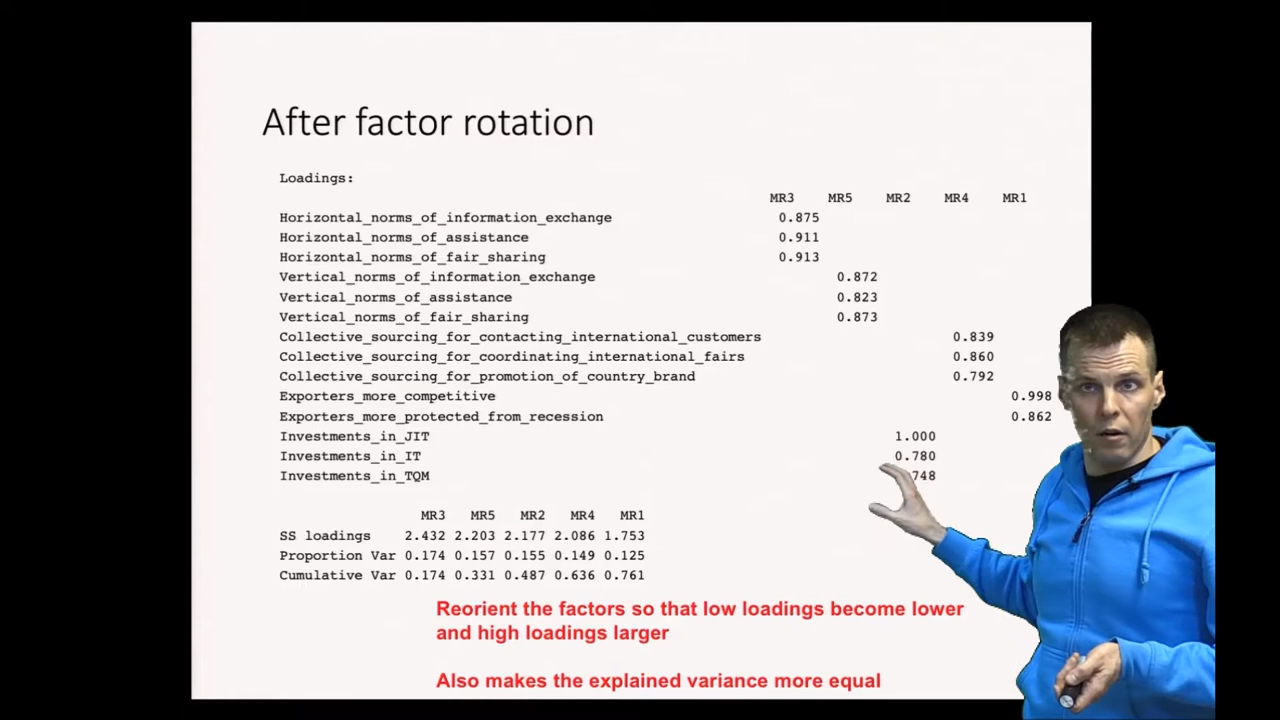 After factor rotation
Loadings:
MR3 MR5 MR2 MR4 MR1
Horizontal_norms_of_information_exchange 0.875
Horizontal_norms_of_assistance 0.911
Horizontal_norms_of_fair_sharing 0.913
Vertical_norms_of_information_exchange 0.872
Vertical_norms_of_assistance 0.823
Vertical_norms_of_fair_sharing 0.873
Collective_sourcing_for_contacting_international_customers 0.839
Collective_sourcing_for_coordinating_international_fairs 0.860
Collective_sourcing_for_promotion_of_country_brand 0.792
Exporters_more_competitive 0.998
Exporters_more_protected_from_recession 0.862
Investments_in_JIT 1.000
Investments_in_IT 0.780
Investments_in_TQM 748
MR3 MR5 MR2 MR4 MR1
SS loadings 2.432 2.203 2.177 2.086 1.753
Proportion Var 0.174 0.157 0.155 0.149 0.125
Cumulative Var 0.174 0.331 0.487 0.636 0.761
Reorient the factors so that low loadings become lower
and high loadings larger
Also makes the explained variance more equal